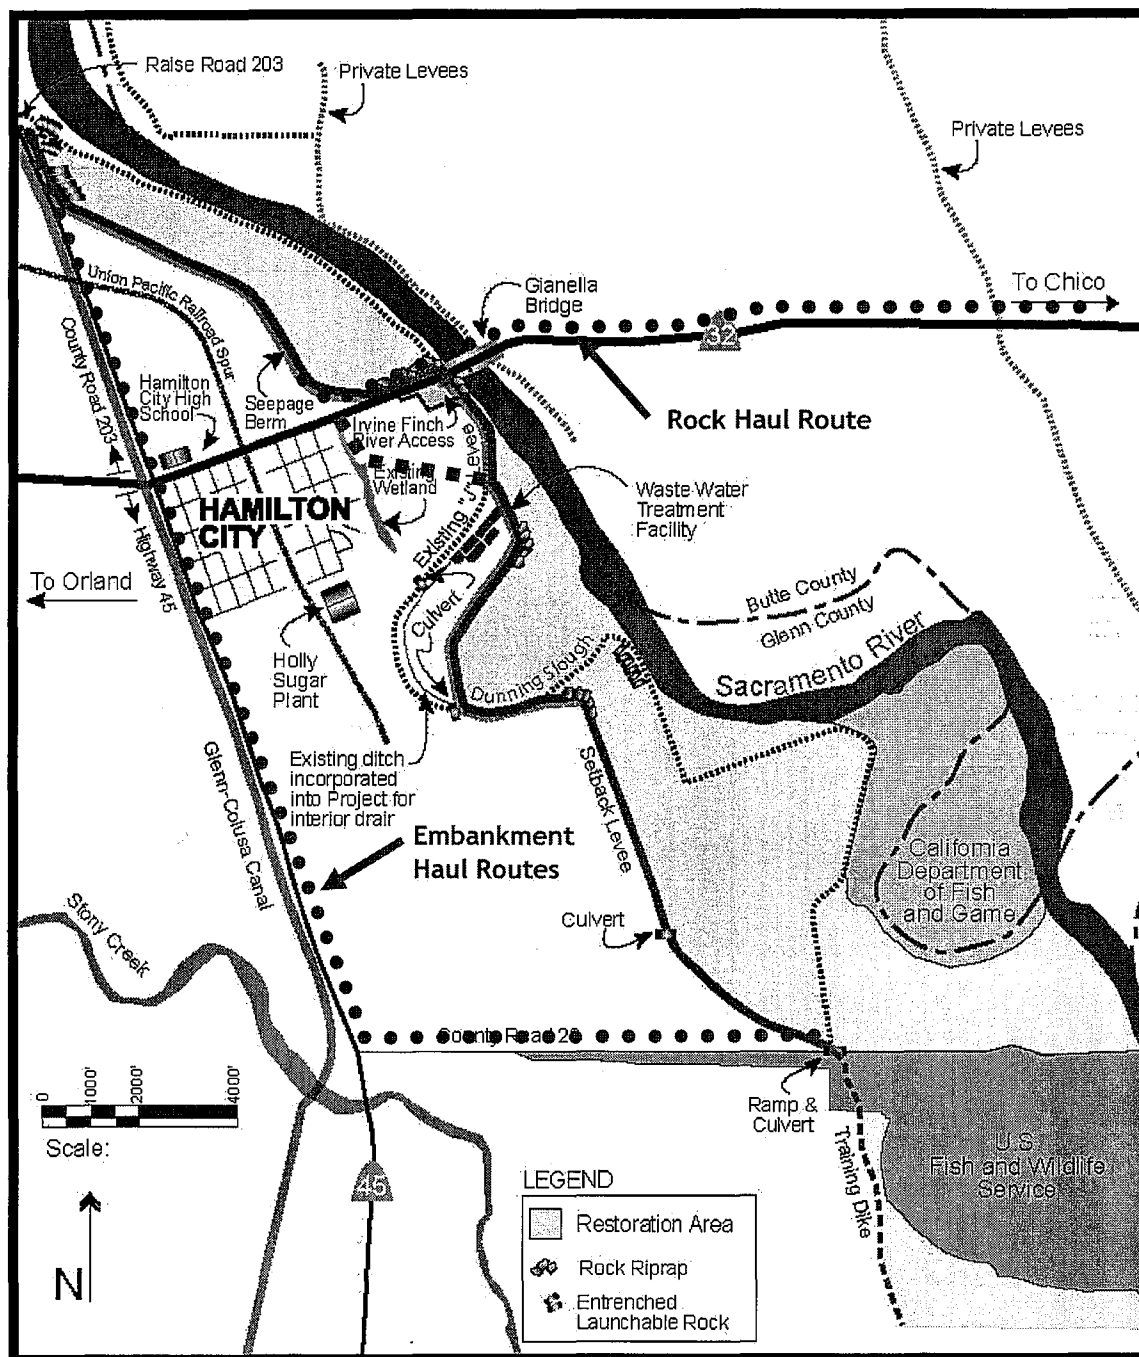 Raise Road 203
Private Levees
Private Levees
To Chico
Gianella
Bridge
32
Union Pacific Railroad Spur
County Road 203
Hamilton
City High
School
Seepage
Berm
Irvine Finch
River Access
Rock Haul Route
Existing
Wetland
Existing "J" Levee
Waste Water
Treatment
Facility
HAMILTON
CITY
Highway 45
To Orland
Culvert
Butte County
Glenn County
Sacramento River
Holly
Sugar
Plant
Dunning Slough
Existing ditch
incorporated
into Project for
interior drair
Setback Levee
Glenn-Colusa Canal
Embankment
Haul Routes
California
Department
of Fish
and Game
Culvert
Stony Creek
County Road 23
0
1000'
2000'
4000'
Scale:
Ramp &
Culvert
Training Dike
U.S.
Fish and Wildlife
Service
45
N
LEGEND
Restoration Area
Rock Riprap
Entrenched
Launchable Rock